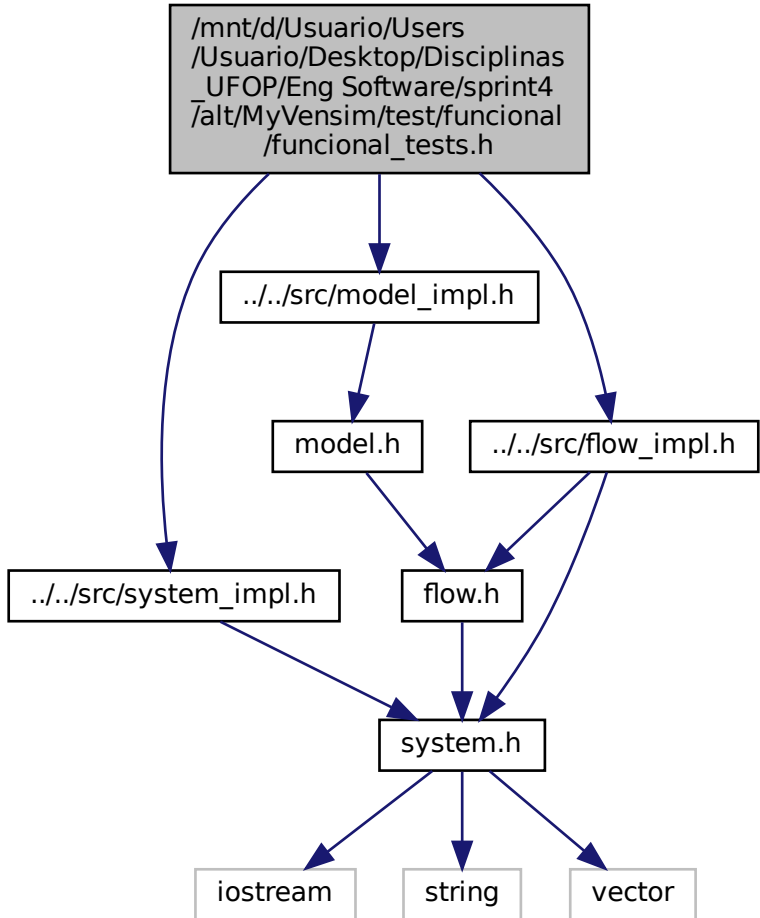 /mnt/d/Usuario/Users
/Usuario/Desktop/Disciplinas
_UFOP/Eng Software/sprint4
/alt/MyVensim/test/funcional
/funcional_tests.h
../../src/model_impl.h
model.h
../../src/flow_impl.h
../../src/system_impl.h
flow.h
system.h
iostream
string
vector